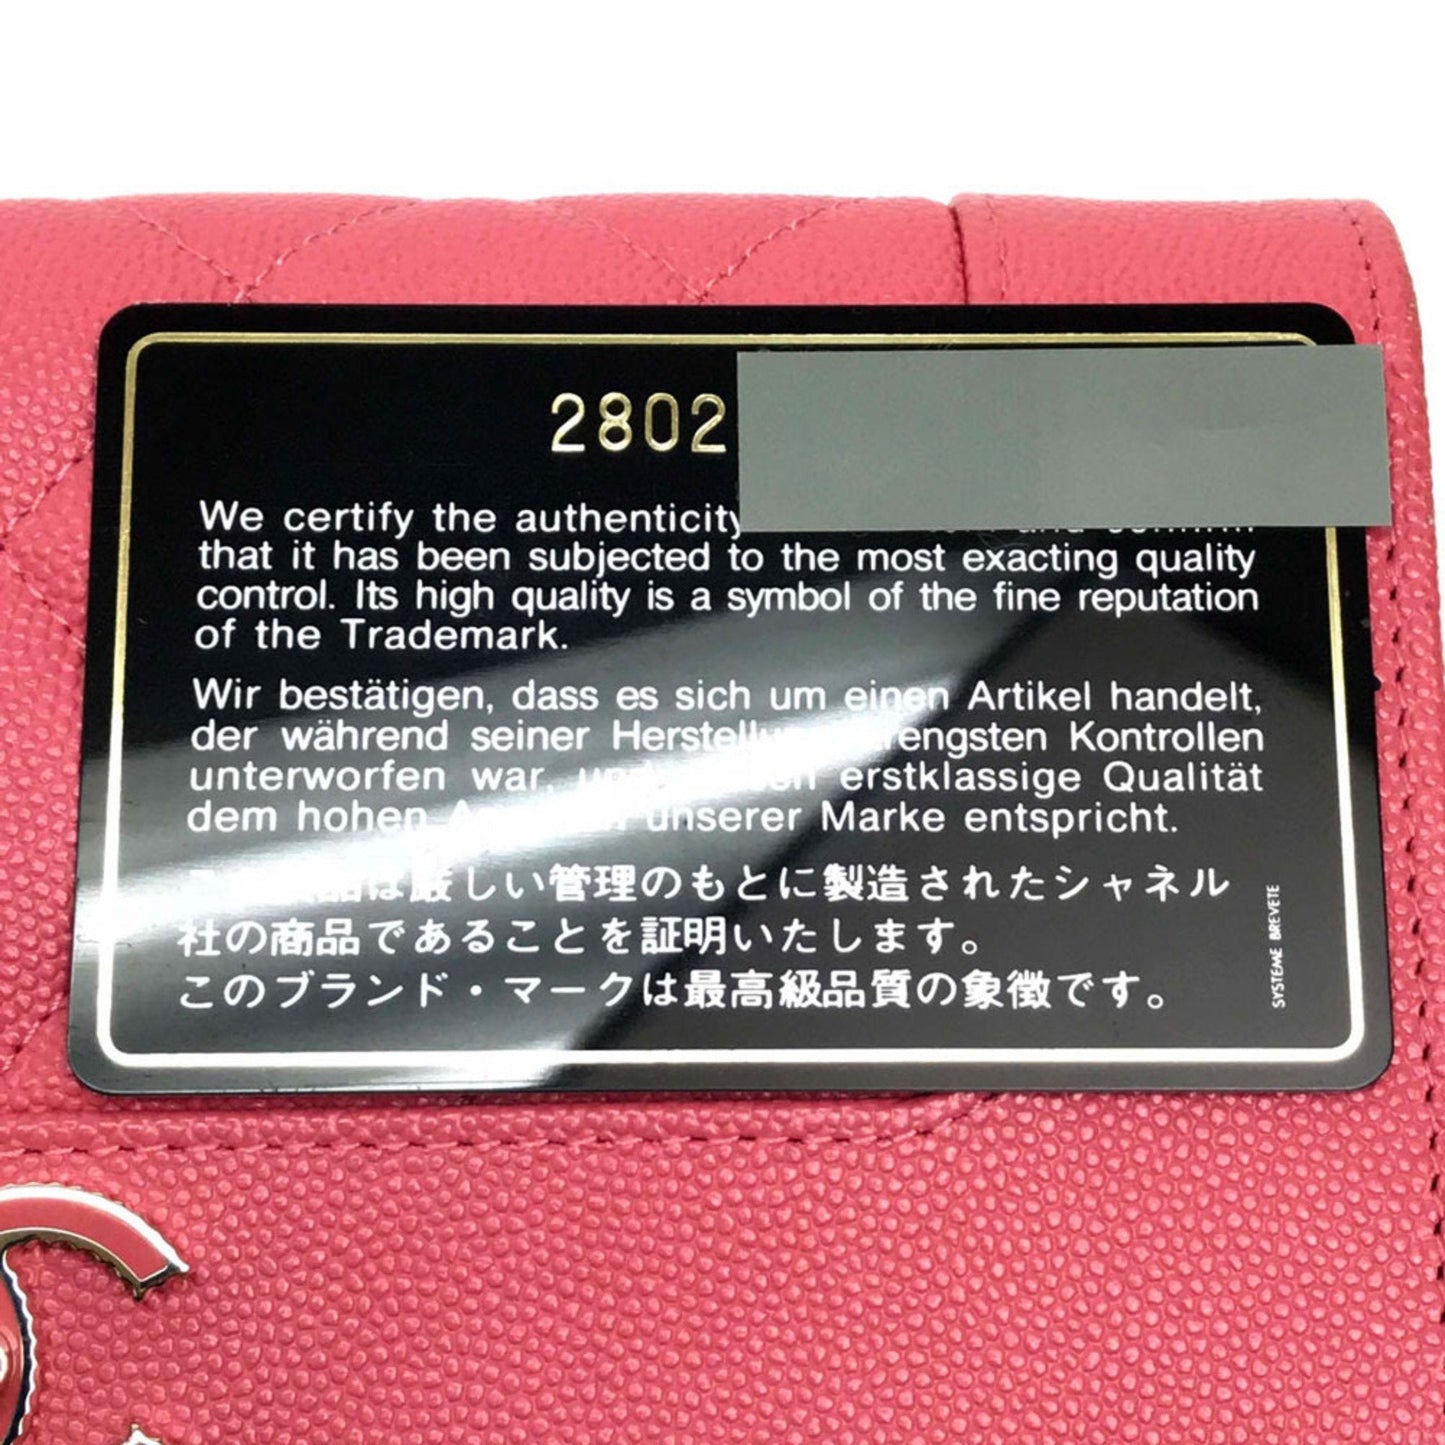 2802
We certify the authenticity
that it has been subjected to the most exacting quality
control. Its high quality is a symbol of the fine reputation
of the Trademark.
Wir bestätigen, dass es sich um einen Artikel handelt,
der während seiner Kontrollen
unterworfen war, und erstklassige Qualität
dem hohen unserer Marke entspricht.
は厳しい管理のもとに製造されたシャネル
社の商品であることを証明いたします。
このブランド・マークは最高級品質の象徴です。
SYSTEME BREVETE